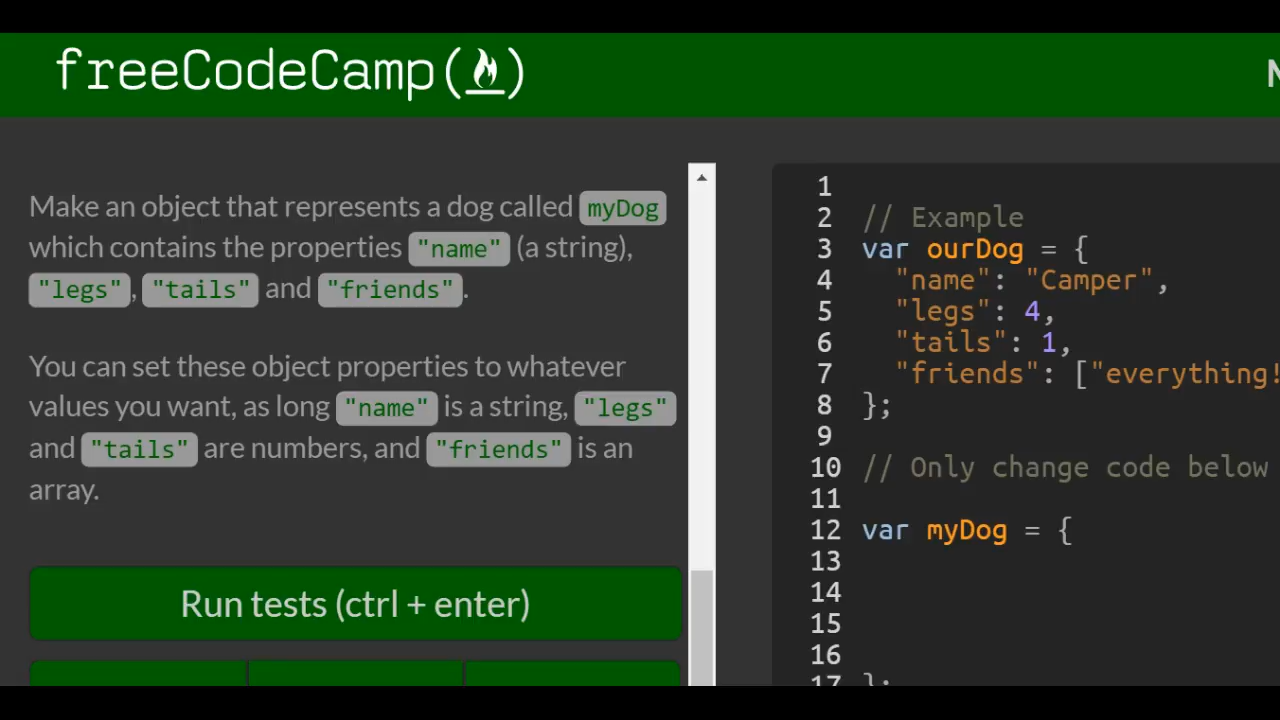 freeCodeCamp(🔥)
N
Make an object that represents a dog called myDog
which contains the properties "name" (a string),
"legs", "tails" and "friends".
You can set these object properties to whatever
values you want, as long "name" is a string, "legs"
and "tails" are numbers, and "friends" is an
array.
Run tests (ctrl + enter)
1
2 // Example
3 var ourDog = {
4 "name": "Camper",
5 "legs": 4,
6 "tails": 1,
7 "friends": ["everything!
8 };
9
10 // Only change code below
11
12 var myDog = {
13
14
15
16
17 };